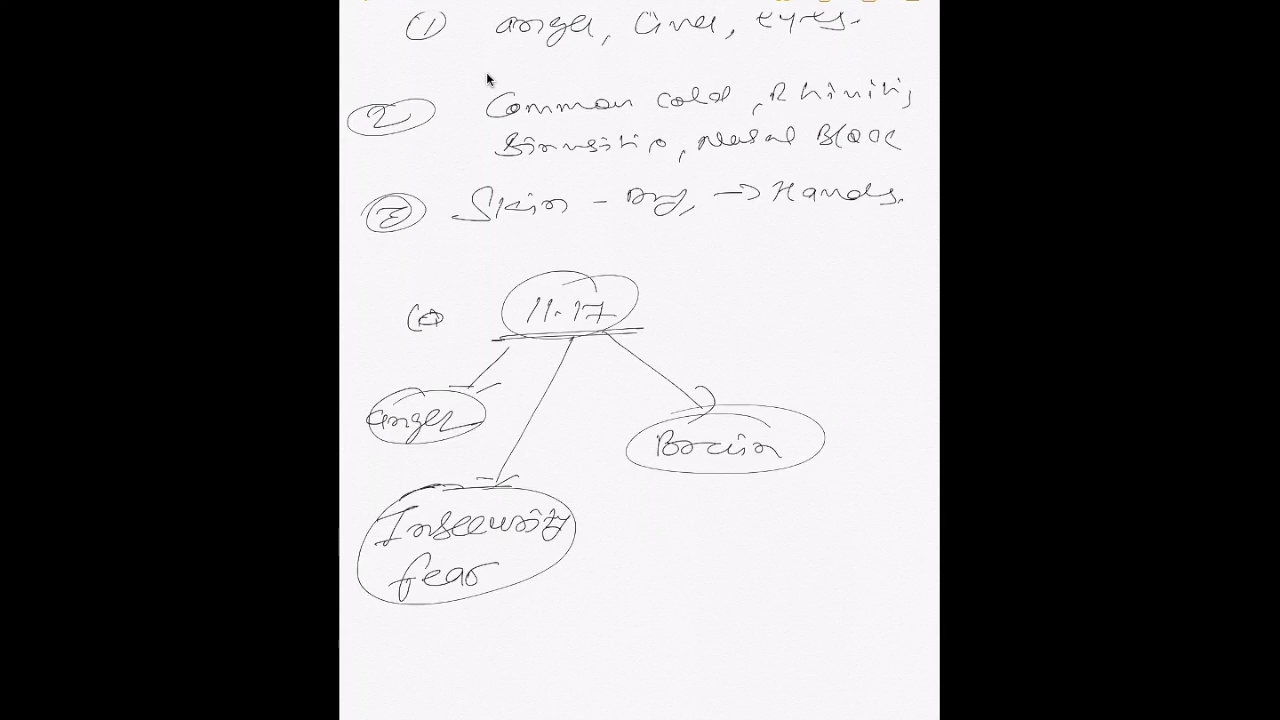 ① anger, Liver, eyes.
② Common cold, Rhinitis
Sinusitis, Nasal Block
③ Skin - Dry, → Hands.
11.17
anger
Brain
Insecurity
fear